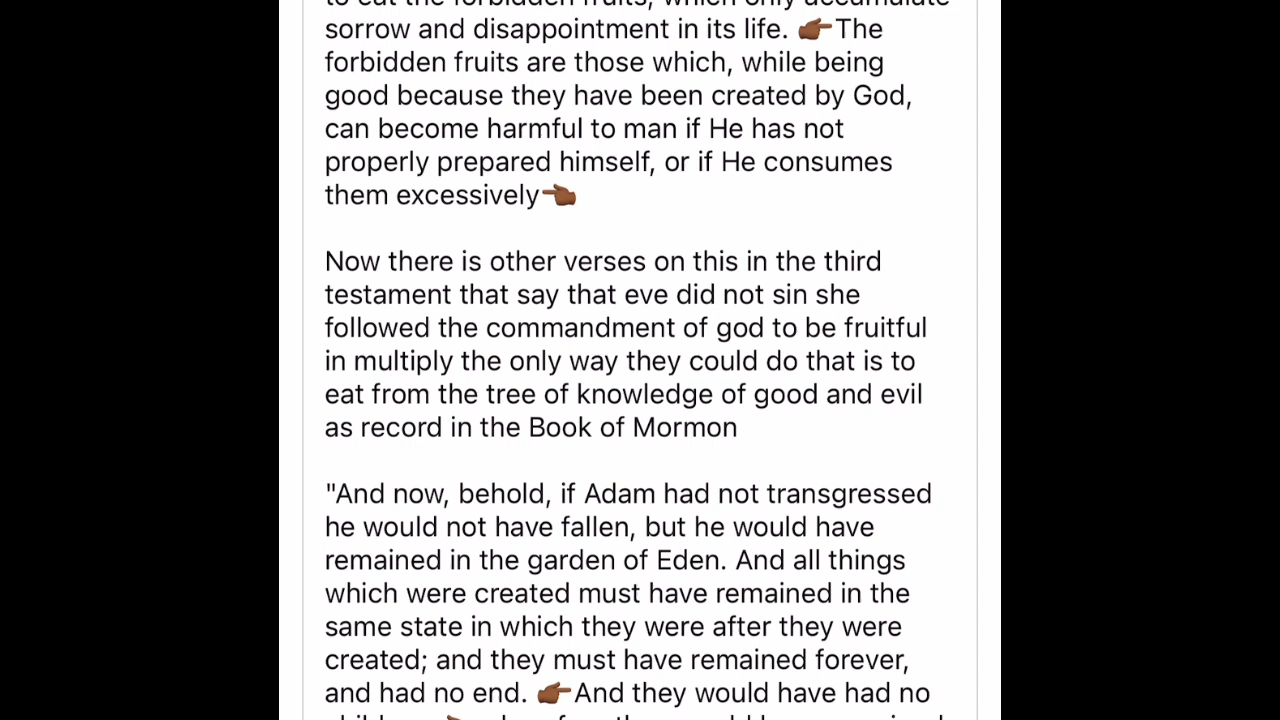 to eat the forbidden fruits, which only accumulate
sorrow and disappointment in its life. 👉🏾The
forbidden fruits are those which, while being
good because they have been created by God,
can become harmful to man if He has not
properly prepared himself, or if He consumes
them excessively👈🏾
Now there is other verses on this in the third
testament that say that eve did not sin she
followed the commandment of god to be fruitful
in multiply the only way they could do that is to
eat from the tree of knowledge of good and evil
as record in the Book of Mormon
"And now, behold, if Adam had not transgressed
he would not have fallen, but he would have
remained in the garden of Eden. And all things
which were created must have remained in the
same state in which they were after they were
created; and they must have remained forever,
and had no end. 👉🏾And they would have had no